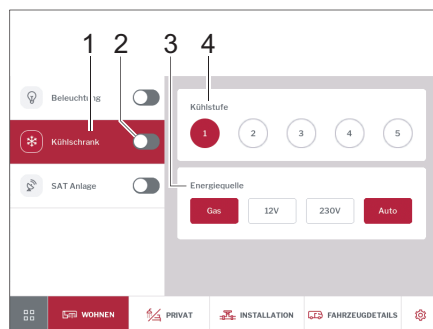 1 2 3 4
Beleuchtung
Kühlschrank
SAT Anlage
Kühlstufe
1 2 3 4 5
Energiequelle
Gas 12V 230V Auto
WOHNEN PRIVAT INSTALLATION FAHRZEUGDETAILS